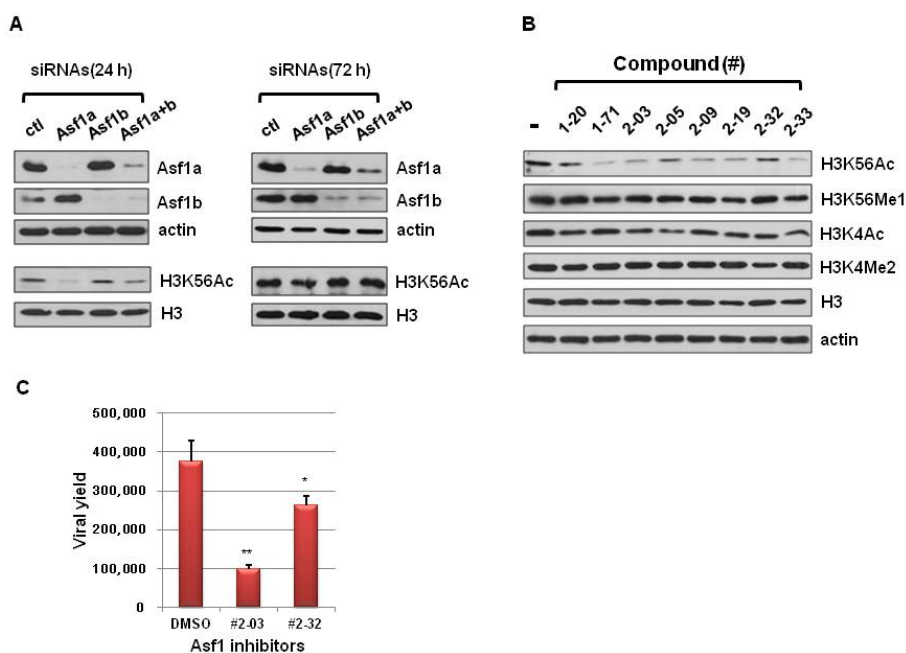 A
siRNAs(24 h)
ctl Asf1a Asf1b Asf1a+b
Asf1a
Asf1b
actin
H3K56Ac
H3
siRNAs(72 h)
ctl Asf1a Asf1b Asf1a+b
Asf1a
Asf1b
actin
H3K56Ac
H3
B
Compound (#)
- 1-20 1-71 2-03 2-05 2-09 2-19 2-32 2-33
H3K56Ac
H3K56Me1
H3K4Ac
H3K4Me2
H3
actin
C
Viral yield
500,000
400,000
300,000
200,000
100,000
0
**
*
DMSO #2-03 #2-32
Asf1 inhibitors